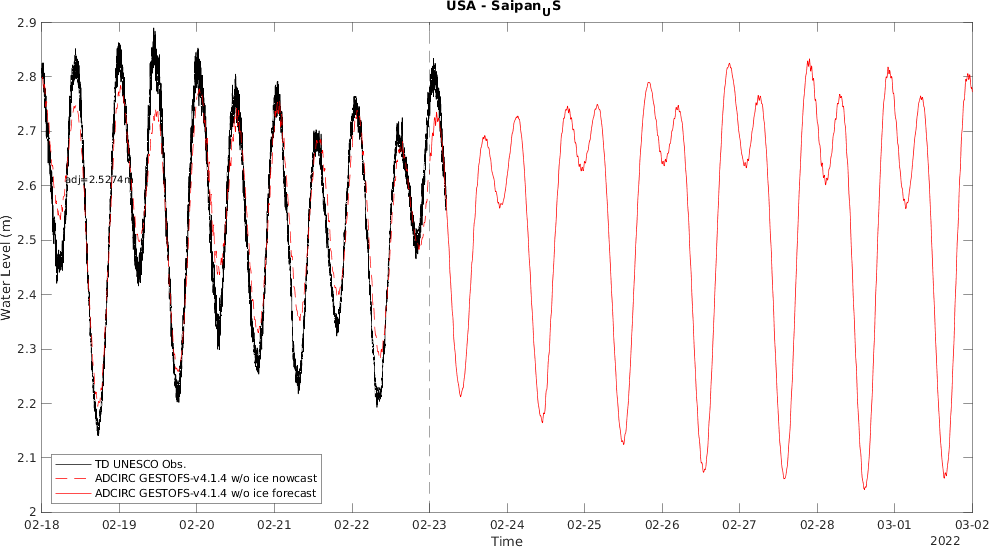 USA - Saipan_US
2.9
2.8
2.7
2.6
2.5
2.4
2.3
2.2
2.1
2
Water Level (m)
adj=2.5274m
TD UNESCO Obs.
ADCIRC GESTOFS-v4.1.4 w/o ice nowcast
ADCIRC GESTOFS-v4.1.4 w/o ice forecast
02-18 02-19 02-20 02-21 02-22 02-23 02-24 02-25 02-26 02-27 02-28 03-01 03-02
Time
2022